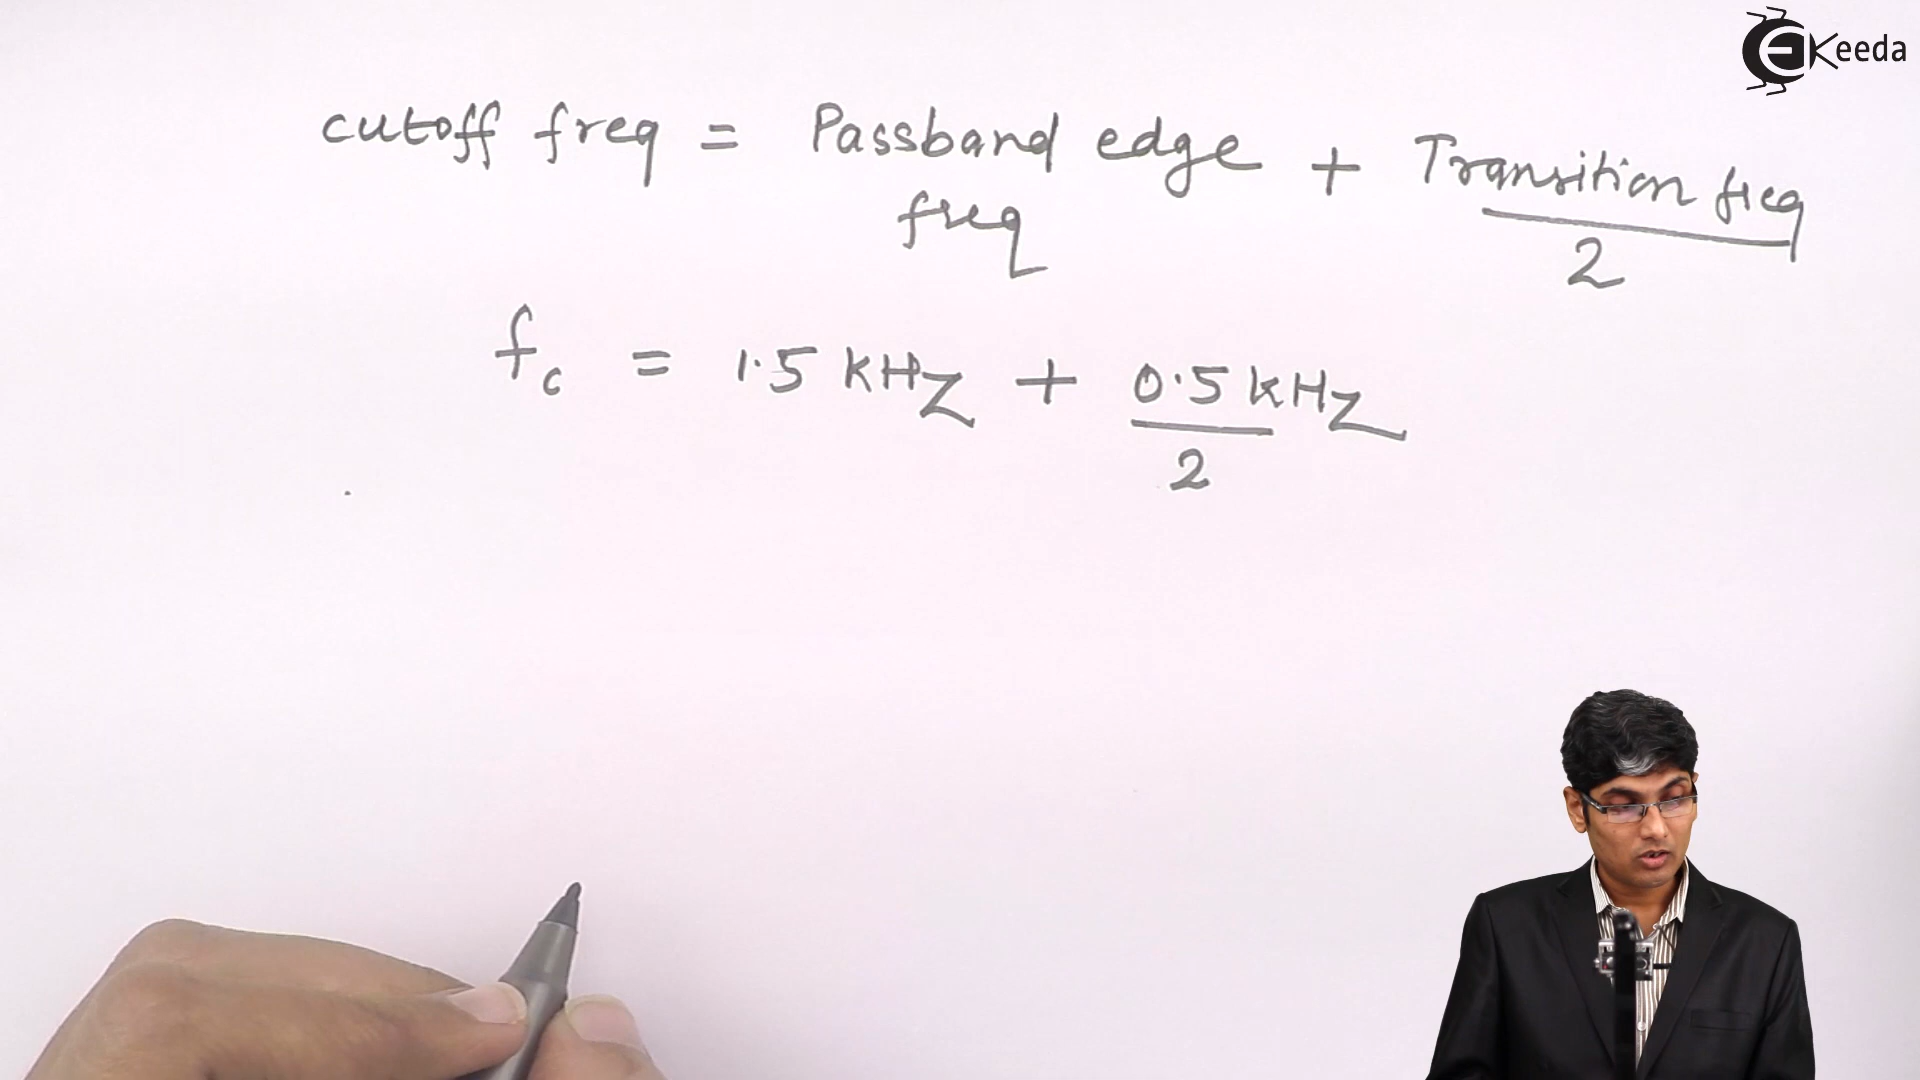 EKeeda
cutoff freq = Passband edge freq + Transition freq / 2
fc = 1.5 KHz + 0.5 KHz / 2